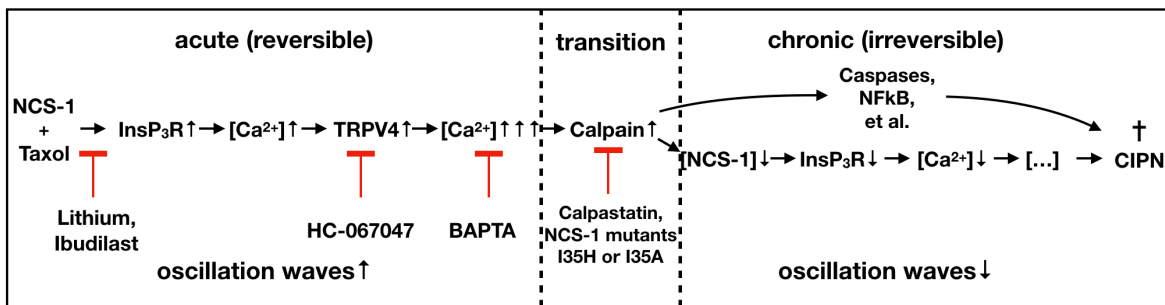 acute (reversible)
transition
chronic (irreversible)
NCS-1
+
Taxol
InsP₃R↑
[Ca²⁺]↑
TRPV4↑
[Ca²⁺]↑↑↑
Calpain↑
Caspases,
NFkB,
et al.
[NCS-1]↓
InsP₃R↓
[Ca²⁺]↓
[...]
†
CIPN
Lithium,
Ibudilast
HC-067047
BAPTA
Calpastatin,
NCS-1 mutants
I35H or I35A
oscillation waves↑
oscillation waves↓